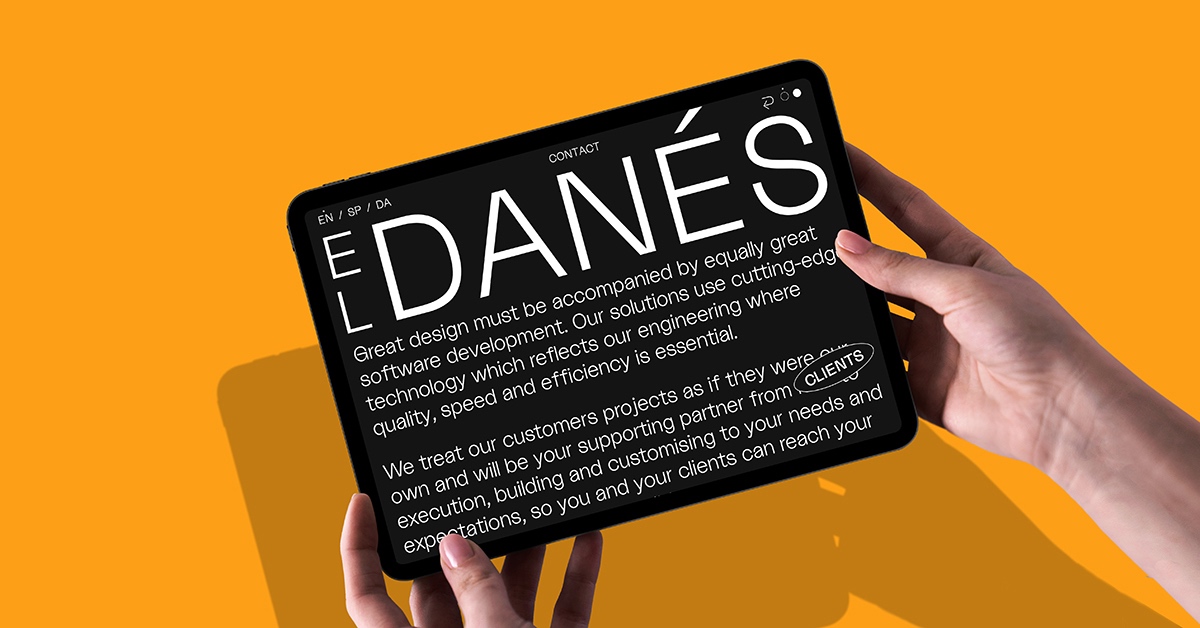 EN / SP / DA
CONTACT
EL DANÉS
Great design must be accompanied by equally great
software development. Our solutions use cutting-edg
technology which reflects our engineering where
quality, speed and efficiency is essential.
We treat our customers projects as if they were our
own and will be your supporting partner from
CLIENTS
execution, building and customising to your needs and
expectations, so you and your clients can reach your